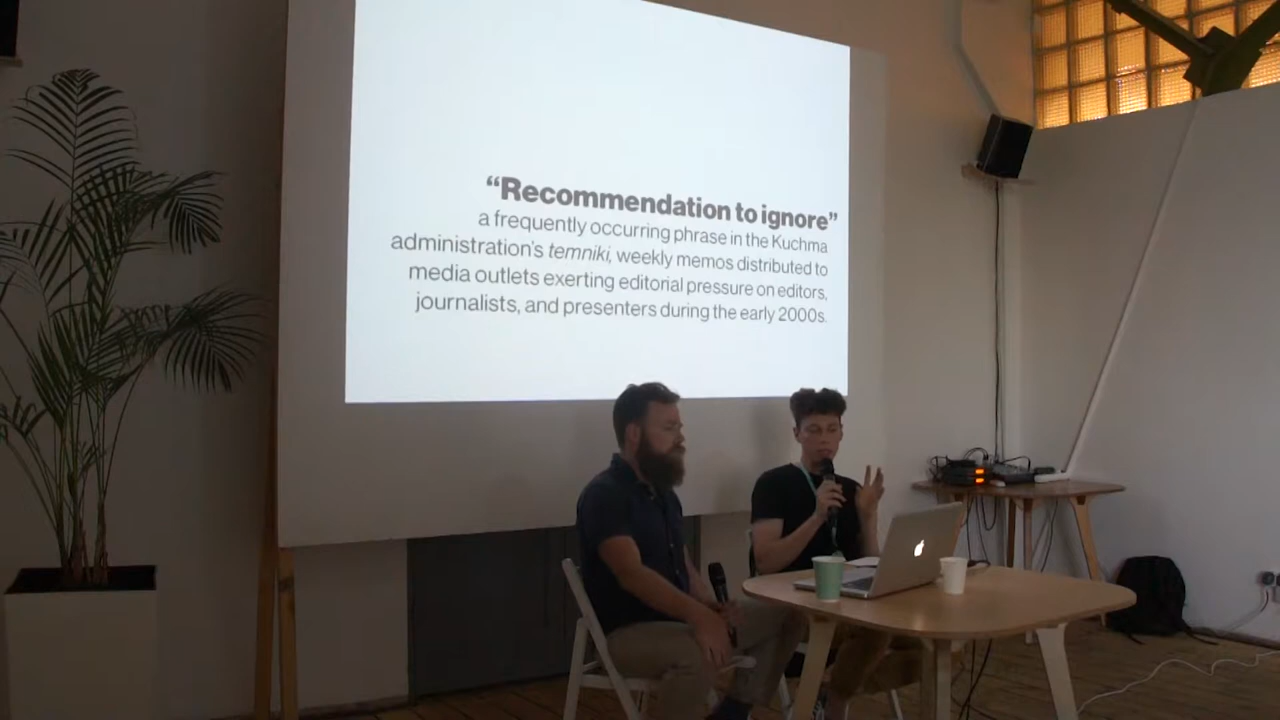 “Recommendation to ignore”
a frequently occurring phrase in the Kuchma
administration’s temniki, weekly memos distributed to
media outlets exerting editorial pressure on editors,
journalists, and presenters during the early 2000s.